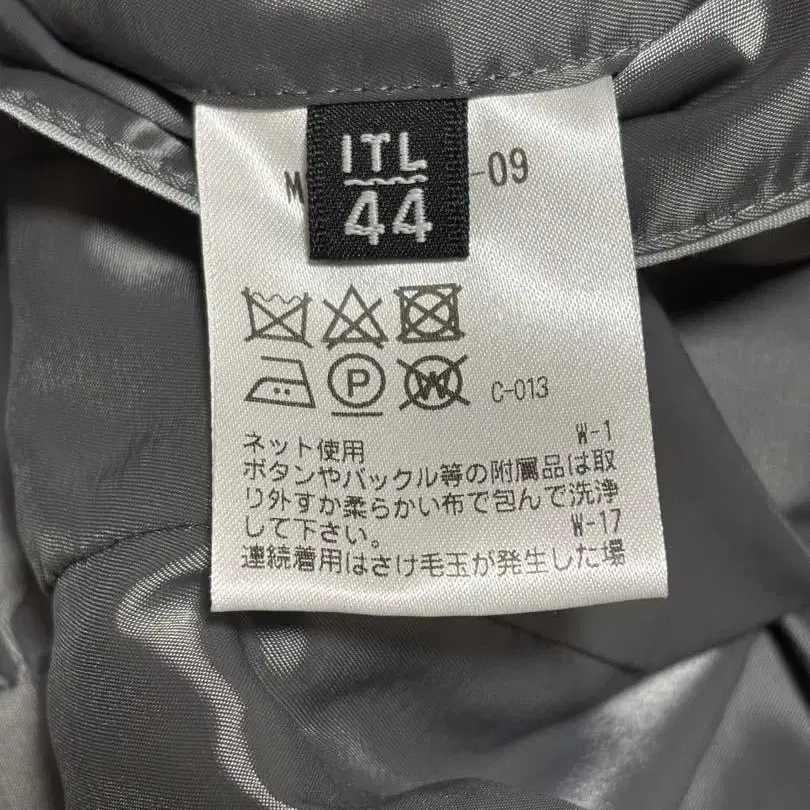 ITL
44
M
-09
P
W
C-013
ネット使用 W-1
ボタンやバックル等の附属品は取
り外すか柔らかい布で包んで洗浄
して下さい。 W-17
連続着用はさけ毛玉が発生した場